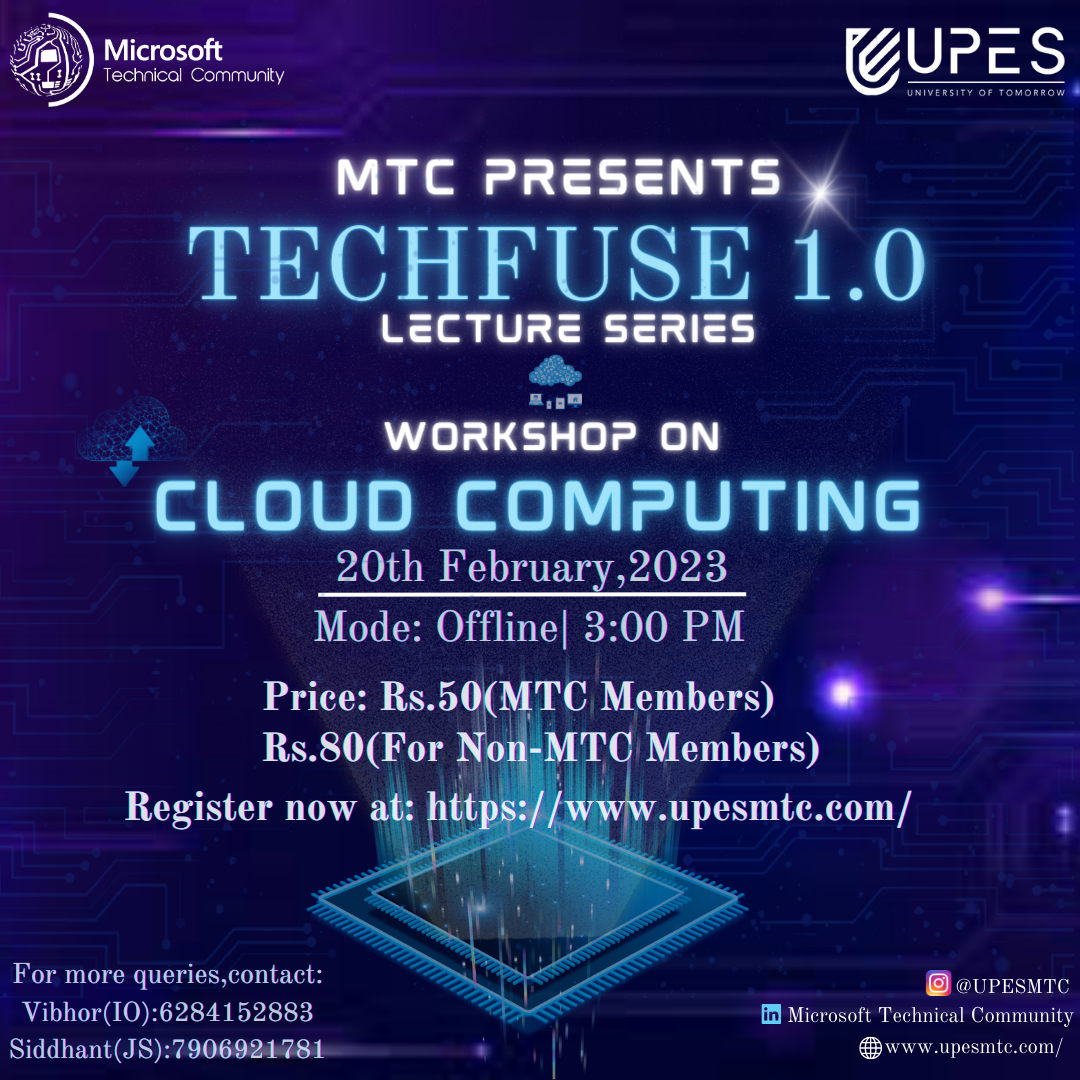 Microsoft
Technical Community
UPES
UNIVERSITY OF TOMORROW
MTC PRESENTS
TECHFUSE 1.0
LECTURE SERIES
WORKSHOP ON
CLOUD COMPUTING
20th February,2023
Mode: Offline| 3:00 PM
Price: Rs.50(MTC Members)
Rs.80(For Non-MTC Members)
Register now at: https://www.upesmtc.com/
For more queries,contact:
Vibhor(IO):6284152883
Siddhant(JS):7906921781
@UPESMTC
in Microsoft Technical Community
www.upesmtc.com/